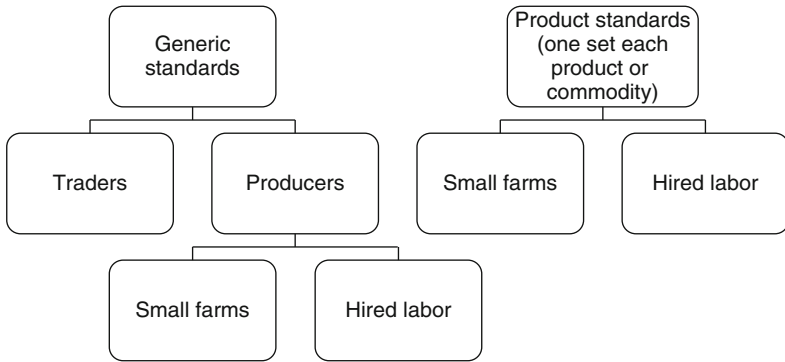 Generic
standards
Product standards
(one set each
product or
commodity)
Traders
Producers
Small farms
Hired labor
Small farms
Hired labor